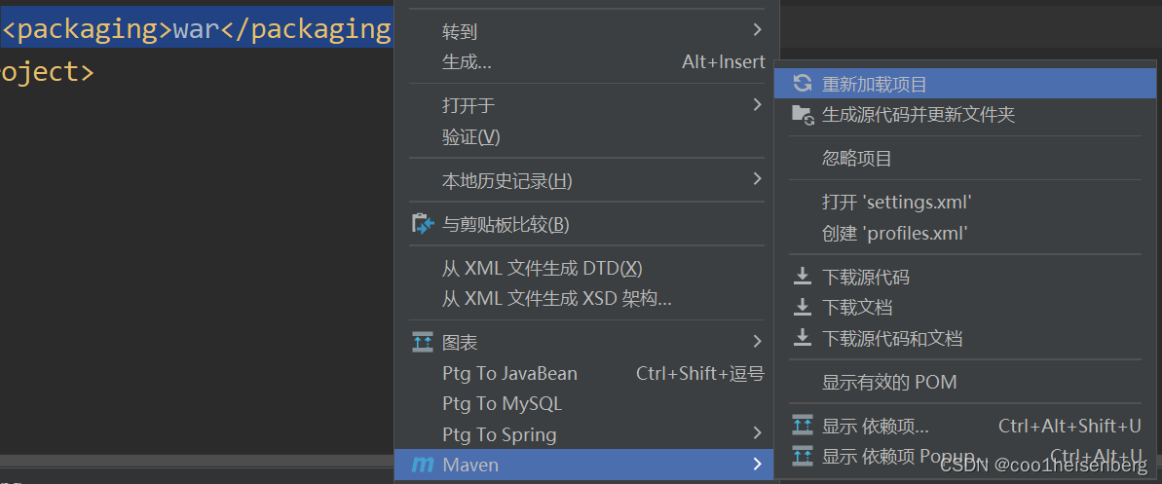 <packaging>war</packaging
oject>
转到
生成... Alt+Insert
打开于
验证(V)
本地历史记录(H)
与剪贴板比较(B)
从 XML 文件生成 DTD(X)
从 XML 文件生成 XSD 架构...
图表
Ptg To JavaBean Ctrl+Shift+逗号
Ptg To MySQL
Ptg To Spring
Maven
重新加载项目
生成源代码并更新文件夹
忽略项目
打开 'settings.xml'
创建 'profiles.xml'
下载源代码
下载文档
下载源代码和文档
显示有效的 POM
显示 依赖项... Ctrl+Alt+Shift+U
显示 依赖项 Popup... Ctrl+Alt+U
CSDN @coo1heisenberg